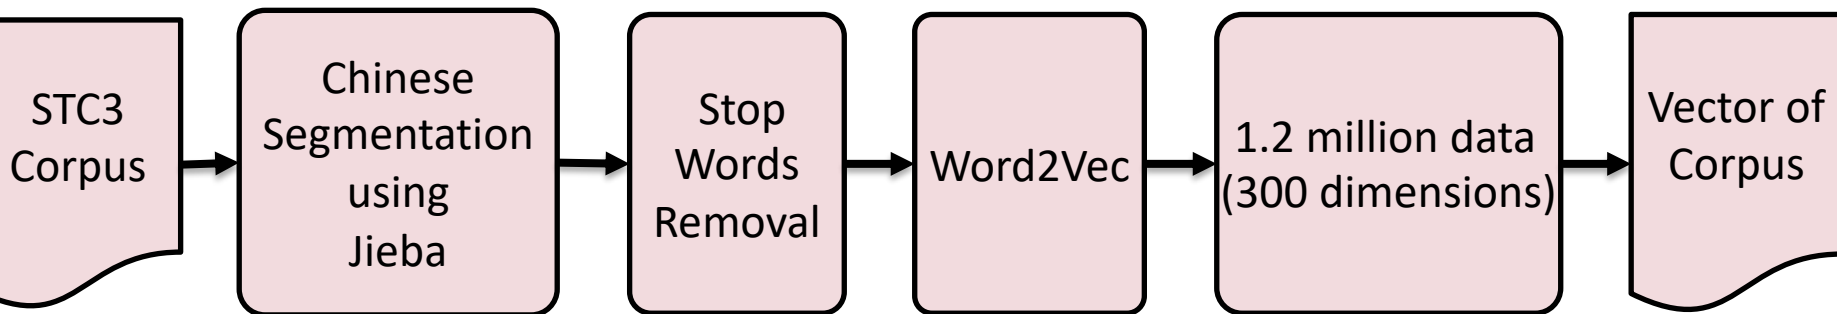 STC3
Corpus
Chinese
Segmentation
using
Jieba
Stop
Words
Removal
Word2Vec
1.2 million data
(300 dimensions)
Vector of
Corpus